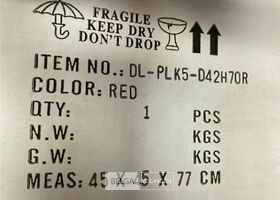 FRAGILE
KEEP DRY
DON'T DROP
ITEM NO.: DL-PLK5-D42H70R
COLOR: RED
QTY: 1 PCS
N.W.: KGS
G.W.: KGS
MEAS: 45 5 X 77 CM